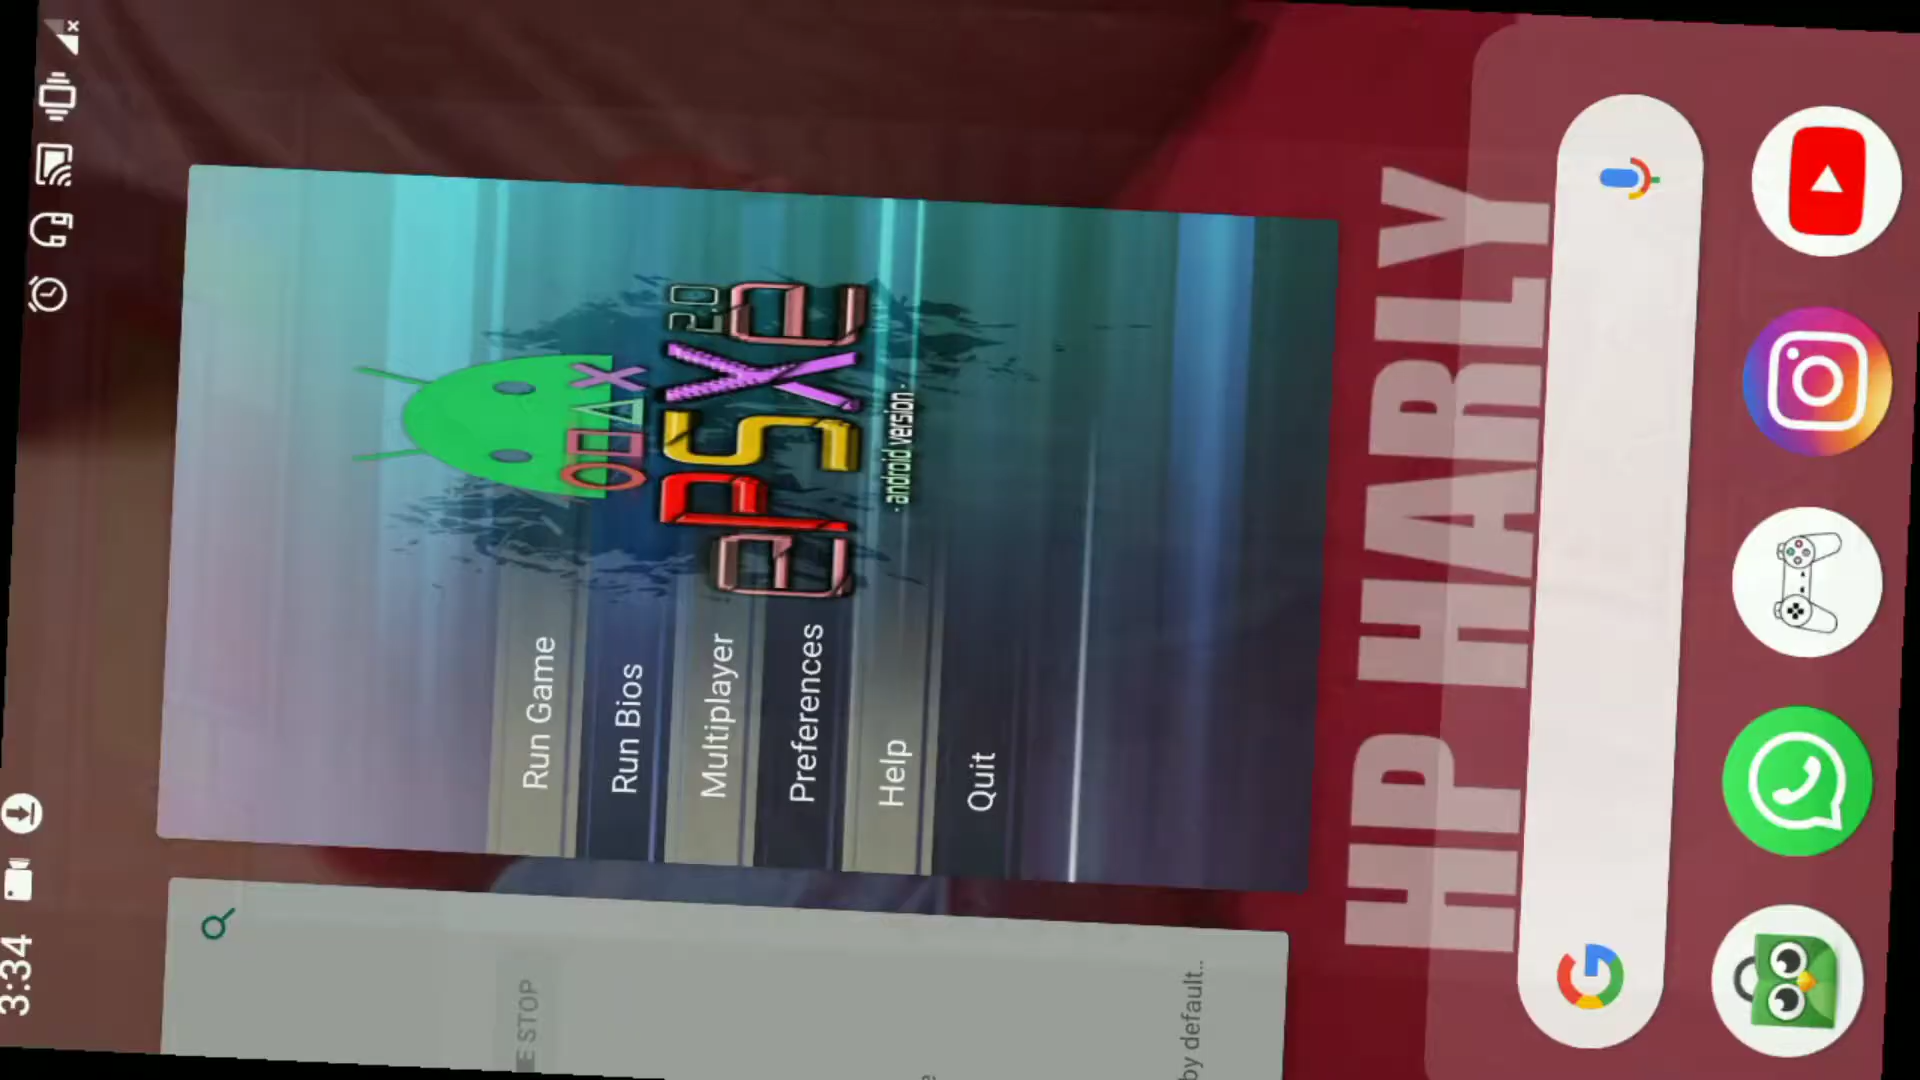 3:34
2.0
ePSXe
- android version -
Run Game
Run Bios
Multiplayer
Preferences
Help
Quit
E STOP
by default..
HP HARLY